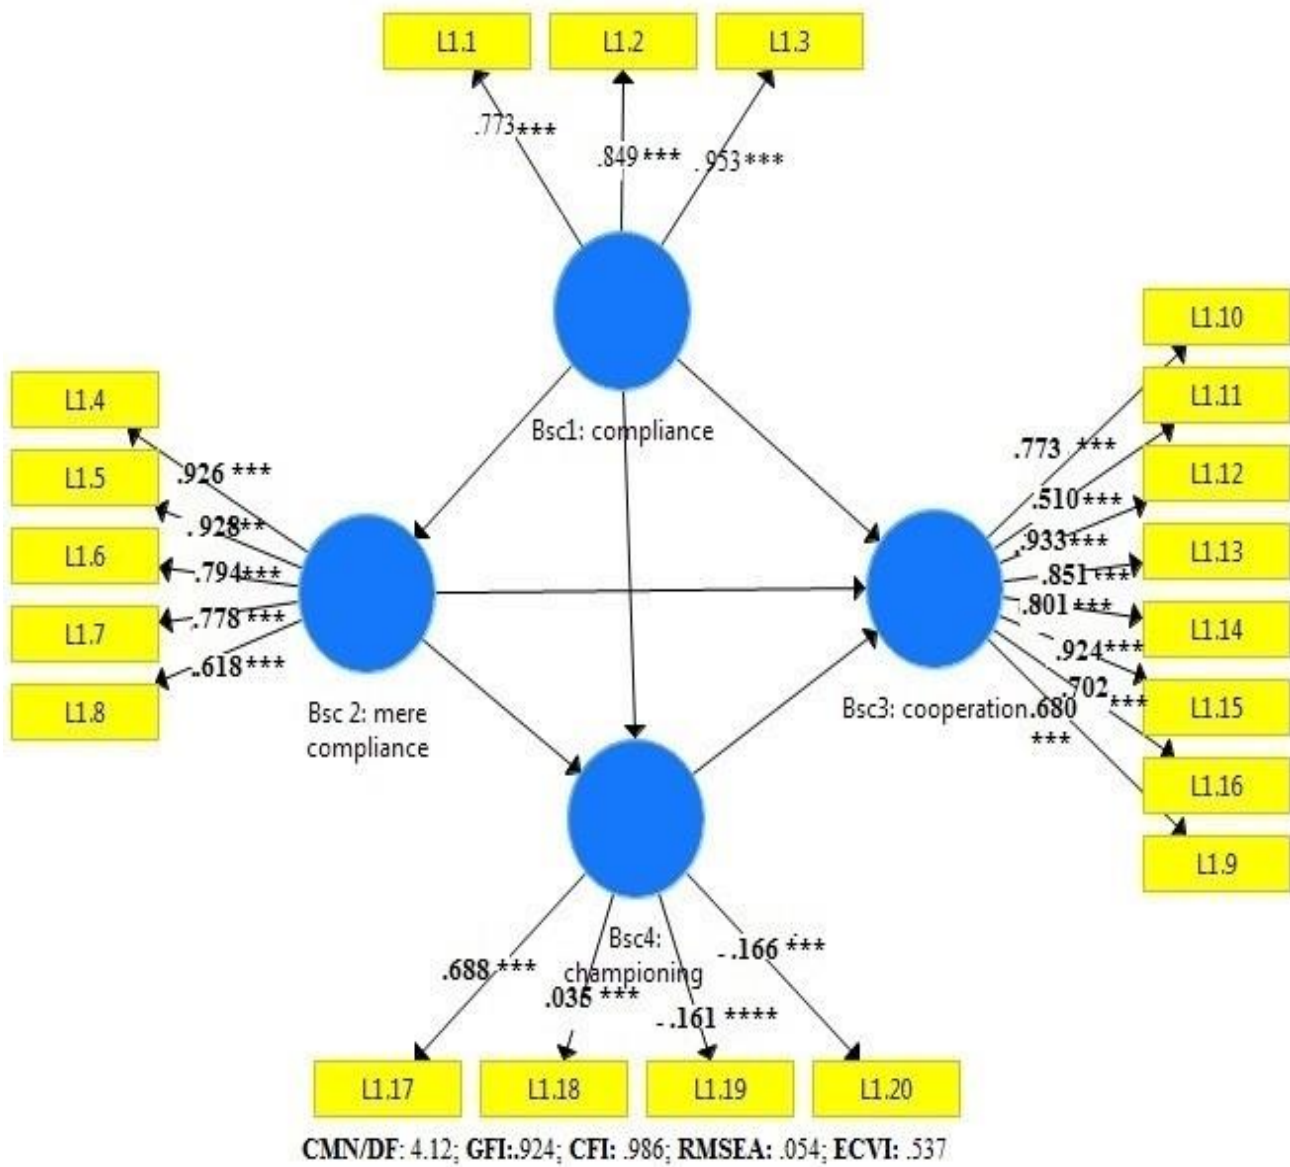 L1.1
L1.2
L1.3
.773***
.849***
.953***
Bsc1: compliance
L1.4
L1.5
L1.6
L1.7
L1.8
.926***
.928**
.794***
.778***
.618***
Bsc 2: mere
compliance
L1.10
L1.11
L1.12
L1.13
L1.14
L1.15
L1.16
L1.9
.773 ***
.510***
.933***
.851***
.801***
.924***
.702
***
.680
***
Bsc3: cooperation
Bsc4:
championing
.688 ***
.035 ***
-.161 ****
-.166 ***
L1.17
L1.18
L1.19
L1.20
CMN/DF: 4.12; GFI:.924; CFI: .986; RMSEA: .054; ECVI: .537